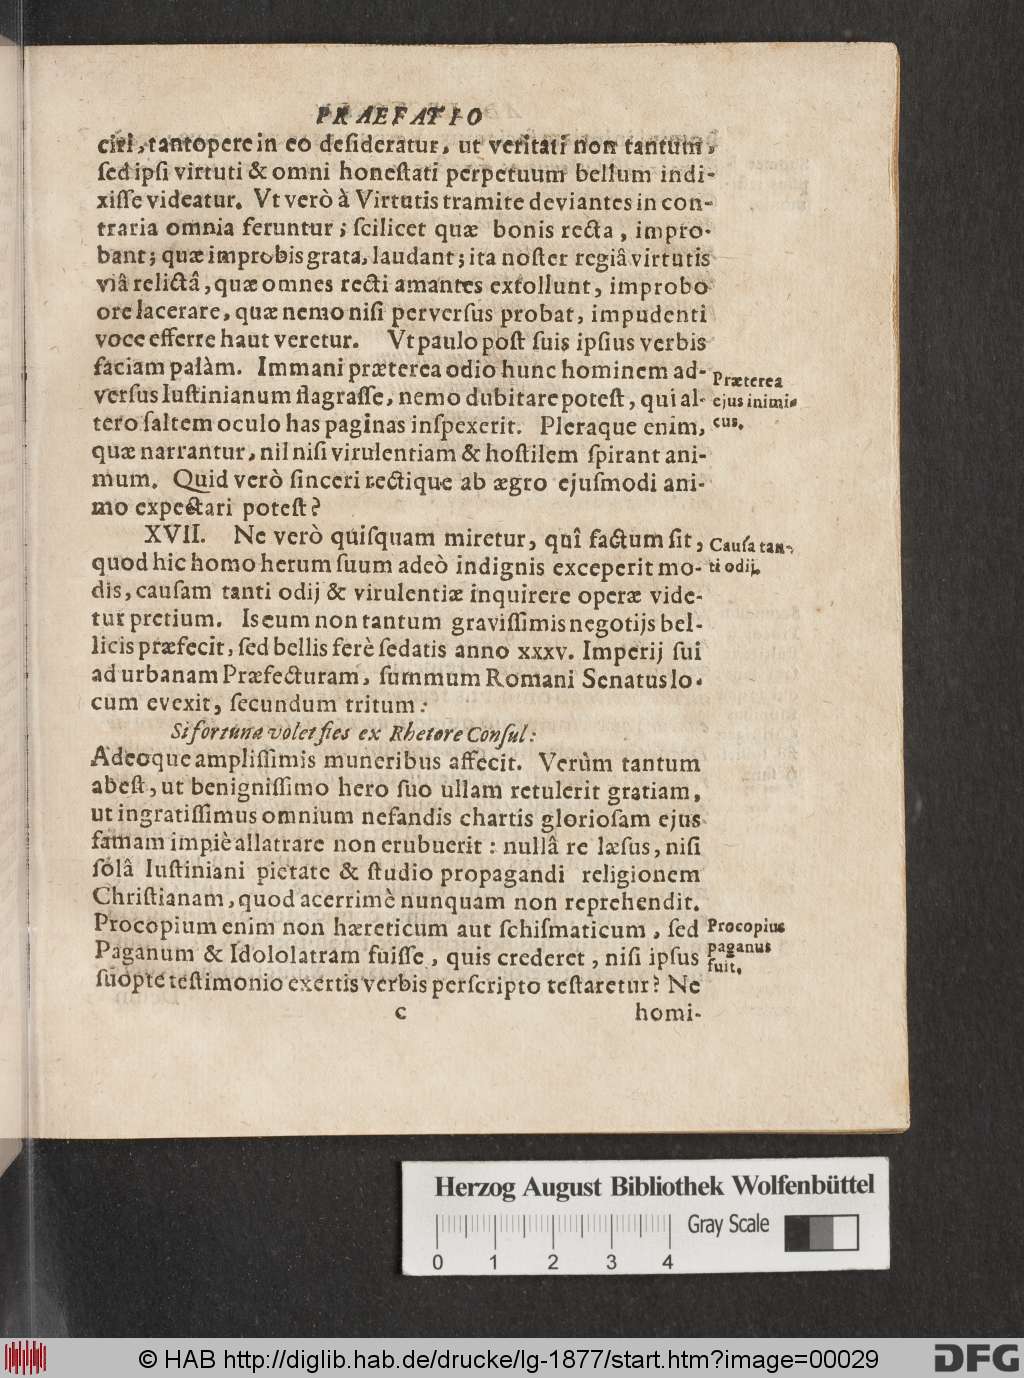 PRÆFATIO
citi, tantopere in eo desideratur, ut veritati non tantum,
sed ipsi virtuti & omni honestati perpetuum bellum indi-
xisse videatur. Vt verò à Virtutis tramite deviantes in con-
traria omnia feruntur; scilicet quæ bonis recta, impro-
bant; quæ improbis grata, laudant; ita noster regiâ virtutis
viâ relictâ, quæ omnes recti amantes extollunt, improbo
ore lacerare, quæ nemo nisi perversus probat, impudenti
voce efferre haut veretur. Vt paulo post suis ipsius verbis
faciam palàm. Immani præterea odio hunc hominem ad-
versus Iustinianum flagrasse, nemo dubitare potest, qui al-
tero saltem oculo has paginas inspexerit. Pleraque enim,
quæ narrantur, nil nisi virulentiam & hostilem spirant ani-
mum. Quid verò sinceri rectique ab ægro ejusmodi ani-
mo expectari potest?
Præterea
ejus inimi-
cus.
XVII. Ne verò quisquam miretur, quî factum sit,
quod hic homo herum suum adeò indignis exceperit mo-
dis, causam tanti odij & virulentiæ inquirere operæ vide-
tur pretium. Is eum non tantum gravissimis negotijs bel-
licis præfecit, sed bellis ferè sedatis anno xxxv. Imperij sui
ad urbanam Præfecturam, summum Romani Senatus lo-
cum evexit, secundum tritum:
Causa tan-
ti odij.
Si fortuna volet fies ex Rhetore Consul:
Adeoque amplissimis muneribus affecit. Verùm tantum
abest, ut benignissimo hero suo ullam retulerit gratiam,
ut ingratissimus omnium nefandis chartis gloriosam ejus
famam impiè allatrare non erubuerit: nullâ re læsus, nisi
solâ Iustiniani pietate & studio propagandi religionem
Christianam, quod acerrimè nunquam non reprehendit.
Procopium enim non hæreticum aut schismaticum, sed
Paganum & Idololatram fuisse, quis crederet, nisi ipsus
suopte testimonio exertis verbis perscripto testaretur? Ne
Procopius
paganus
fuit.
c homi-
Herzog August Bibliothek Wolfenbüttel
Gray Scale
0 1 2 3 4
© HAB http://diglib.hab.de/drucke/lg-1877/start.htm?image=00029
DFG